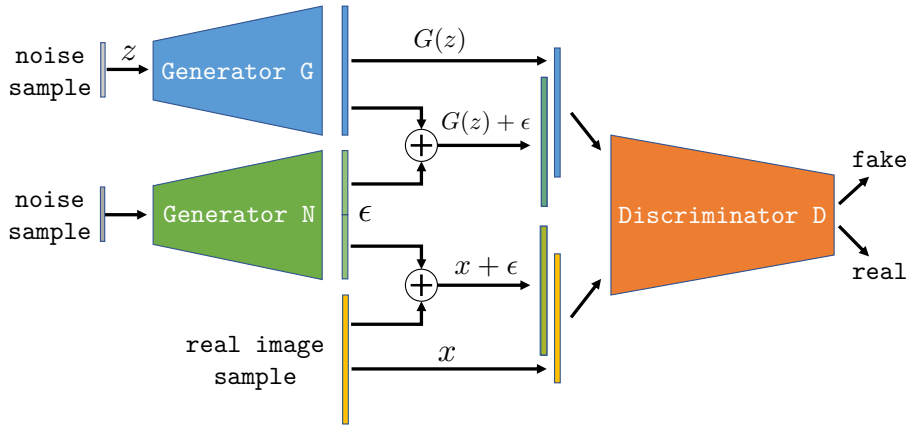 noise
sample
z
Generator G
G(z)
G(z) + ϵ
noise
sample
Generator N
ϵ
Discriminator D
fake
real
x + ϵ
real image
sample
x